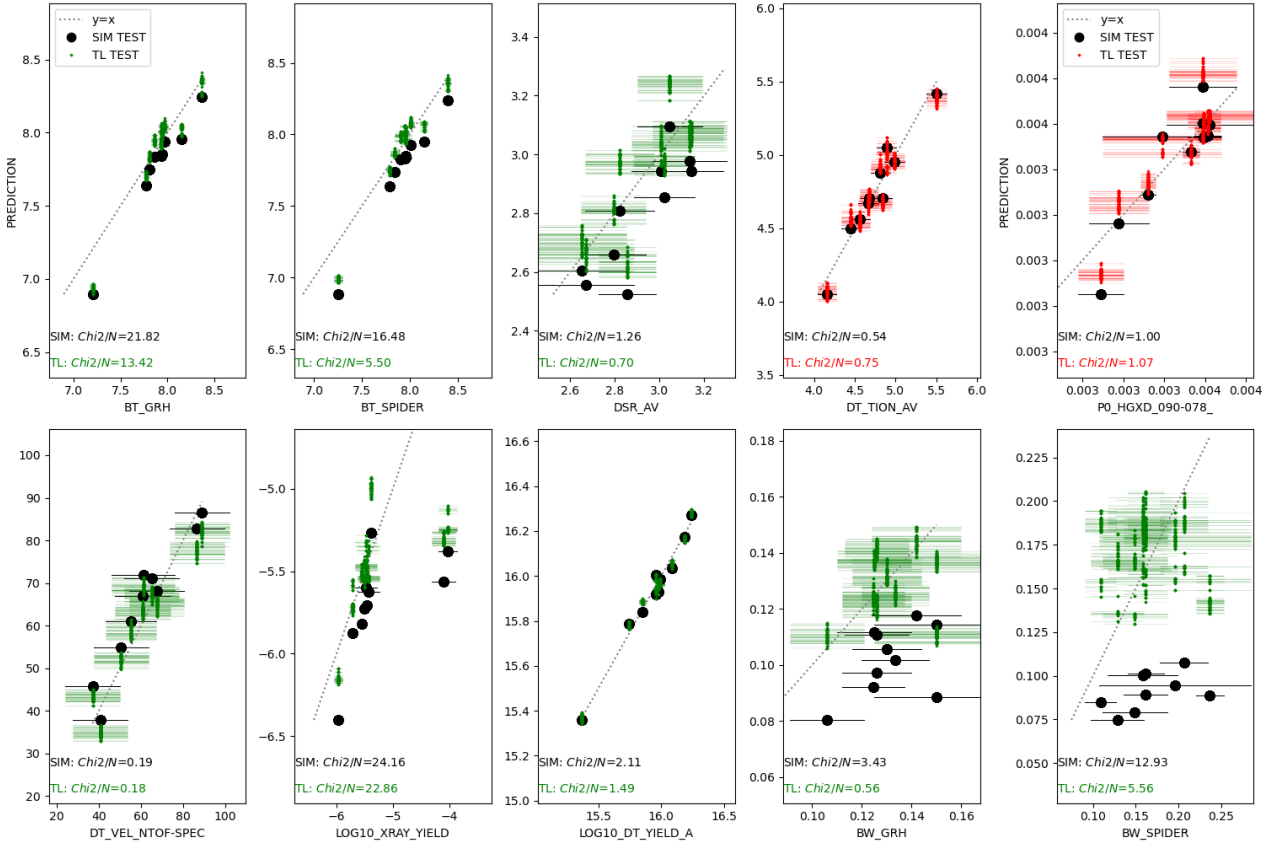 y=x
SIM TEST
TL TEST
PREDICTION
8.5
8.0
7.5
7.0
6.5
SIM: Chi2/N=21.82
TL: Chi2/N=13.42
7.0 7.5 8.0 8.5
BT_GRH
8.5
8.0
7.5
7.0
6.5
SIM: Chi2/N=16.48
TL: Chi2/N=5.50
7.0 7.5 8.0 8.5
BT_SPIDER
3.4
3.2
3.0
2.8
2.6
2.4
SIM: Chi2/N=1.26
TL: Chi2/N=0.70
2.6 2.8 3.0 3.2
DSR_AV
5.0
5.5
5.0
4.5
4.0
3.5
SIM: Chi2/N=0.54
TL: Chi2/N=0.75
4.0 4.5 5.0 5.5 6.0
DT_TION_AV
y=x
SIM TEST
TL TEST
PREDICTION
0.004
0.004
0.004
0.003
0.003
0.003
0.003
0.003
SIM: Chi2/N=1.00
TL: Chi2/N=1.07
0.003 0.003 0.003 0.004 0.004
P0_HGXD_090-078_
100
90
80
70
60
50
40
30
20
SIM: Chi2/N=0.19
TL: Chi2/N=0.18
20 40 60 80 100
DT_VEL_NTOF-SPEC
−5.0
−5.5
−6.0
−6.5
SIM: Chi2/N=24.16
TL: Chi2/N=22.86
−6 −5 −4
LOG10_XRAY_YIELD
16.6
16.4
16.2
16.0
15.8
15.6
15.4
15.2
15.0
SIM: Chi2/N=2.11
TL: Chi2/N=1.49
15.5 16.0 16.5
LOG10_DT_YIELD_A
0.18
0.16
0.14
0.12
0.10
0.08
0.06
SIM: Chi2/N=3.43
TL: Chi2/N=0.56
0.10 0.12 0.14 0.16
BW_GRH
0.225
0.200
0.175
0.150
0.125
0.100
0.075
0.050
SIM: Chi2/N=12.93
TL: Chi2/N=5.56
0.10 0.15 0.20 0.25
BW_SPIDER